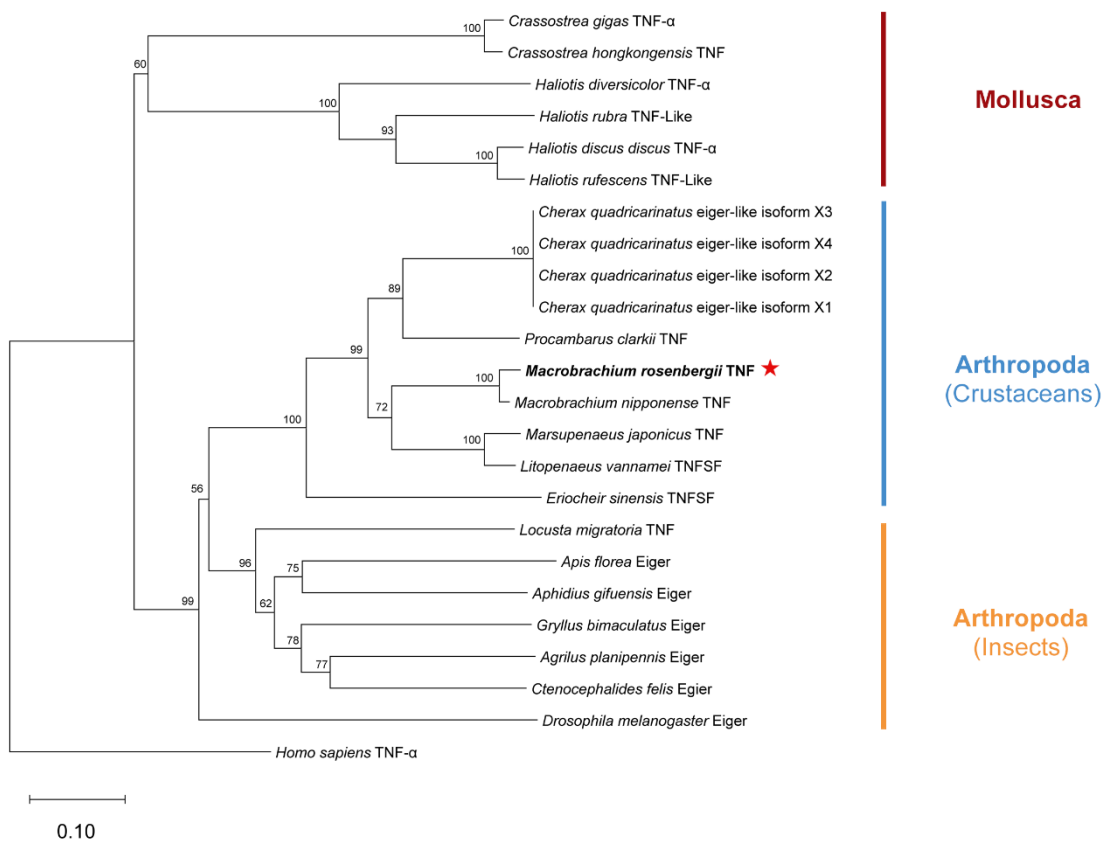 Crassostrea gigas TNF-α
100
Crassostrea hongkongensis TNF
60
Haliotis diversicolor TNF-α
100
Mollusca
Haliotis rubra TNF-Like
93
Haliotis discus discus TNF-α
100
Haliotis rufescens TNF-Like
Cherax quadricarinatus eiger-like isoform X3
Cherax quadricarinatus eiger-like isoform X4
100
Cherax quadricarinatus eiger-like isoform X2
89
Cherax quadricarinatus eiger-like isoform X1
Procambarus clarkii TNF
99
Macrobrachium rosenbergii TNF
100
Arthropoda
(Crustaceans)
Macrobrachium nipponense TNF
72
100
Marsupenaeus japonicus TNF
100
Litopenaeus vannamei TNFSF
56
Eriocheir sinensis TNFSF
Locusta migratoria TNF
96
Apis florea Eiger
75
Aphidius gifuensis Eiger
99
62
Gryllus bimaculatus Eiger
Arthropoda
(Insects)
78
Agrilus planipennis Eiger
77
Ctenocephalides felis Egier
Drosophila melanogaster Eiger
Homo sapiens TNF-α
0.10